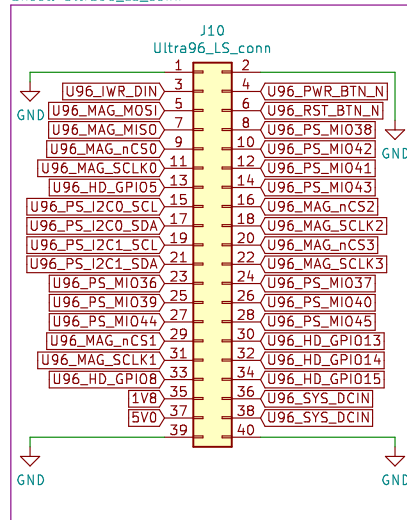 J10
Ultra96_LS_conn
1 2
GND
U96_IWR_DIN 3 4 U96_PWR_BTN_N
U96_MAG_MOSI 5 6 U96_RST_BTN_N
U96_MAG_MISO 7 8 U96_PS_MIO38
GND
U96_MAG_nCS0 9 10 U96_PS_MIO42
U96_MAG_SCLK0 11 12 U96_PS_MIO41
U96_HD_GPIO5 13 14 U96_PS_MIO43
U96_PS_I2C0_SCL 15 16 U96_MAG_nCS2
U96_PS_I2C0_SDA 17 18 U96_MAG_SCLK2
U96_PS_I2C1_SCL 19 20 U96_MAG_nCS3
U96_PS_I2C1_SDA 21 22 U96_MAG_SCLK3
U96_PS_MIO36 23 24 U96_PS_MIO37
U96_PS_MIO39 25 26 U96_PS_MIO40
U96_PS_MIO44 27 28 U96_PS_MIO45
U96_MAG_nCS1 29 30 U96_HD_GPIO13
U96_MAG_SCLK1 31 32 U96_HD_GPIO14
U96_HD_GPIO8 33 34 U96_HD_GPIO15
1V8 35 36 U96_SYS_DCIN
5V0 37 38 U96_SYS_DCIN
39 40
GND GND